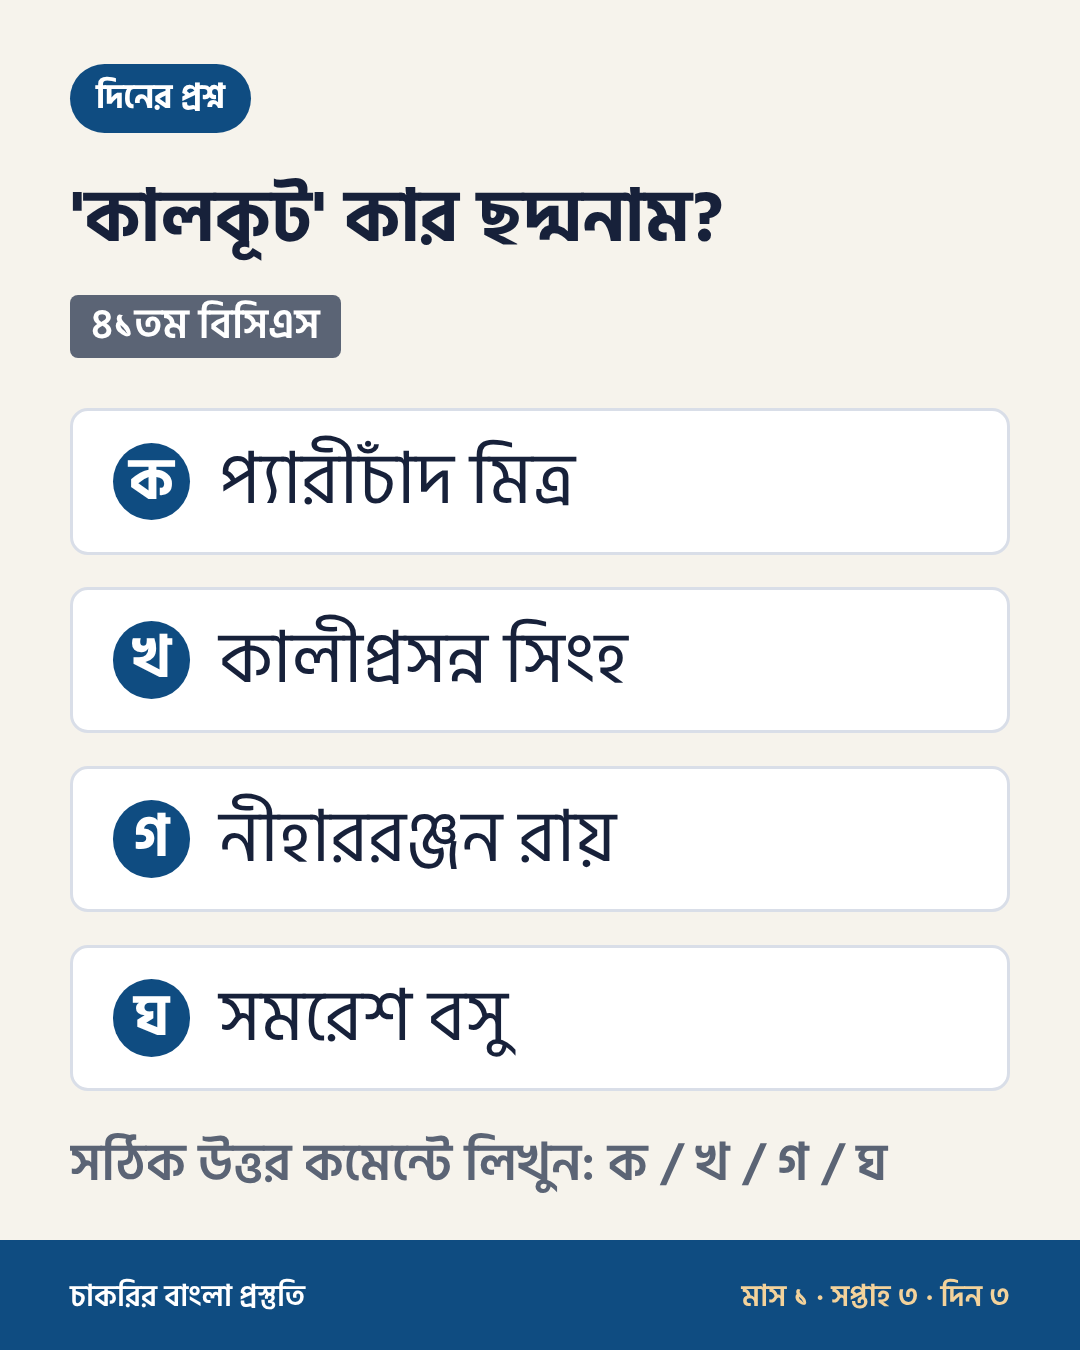 দিনের প্রশ্ন
'কালকূট' কার ছদ্মনাম?
৪১তম বিসিএস
ক প্যারীচাঁদ মিত্র
খ কালীপ্রসন্ন সিংহ
গ নীহাররঞ্জন রায়
ঘ সমরেশ বসু
সঠিক উত্তর কমেন্টে লিখুন: ক / খ / গ / ঘ
চাকরির বাংলা প্রস্তুতি
মাস ১ · সপ্তাহ ৩ · দিন ৩